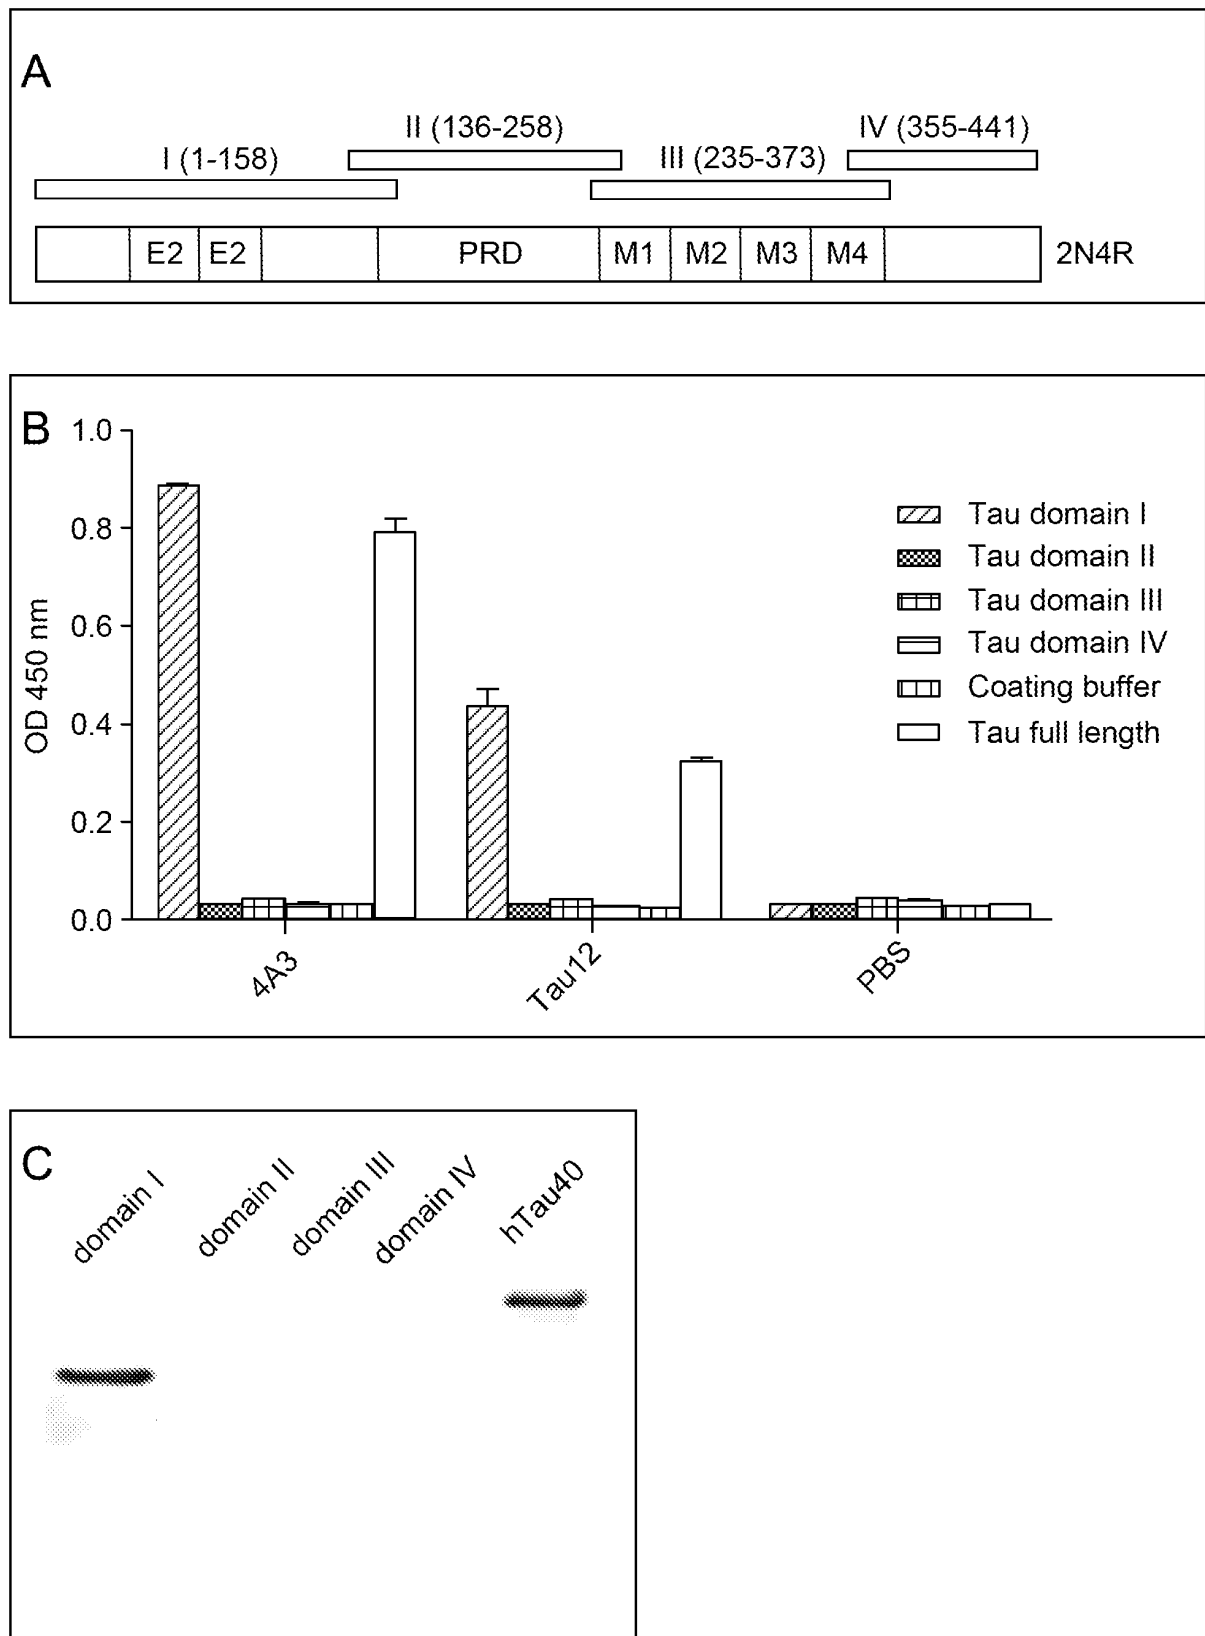 A
II (136-258)
IV (355-441)
I (1-158)
III (235-373)
E2 E2 PRD M1 M2 M3 M4 2N4R
B
1.0
0.8
0.6
0.4
0.2
0.0
OD 450 nm
Tau domain I
Tau domain II
Tau domain III
Tau domain IV
Coating buffer
Tau full length
4A3
Tau12
PBS
C
domain I
domain II
domain III
domain IV
hTau40